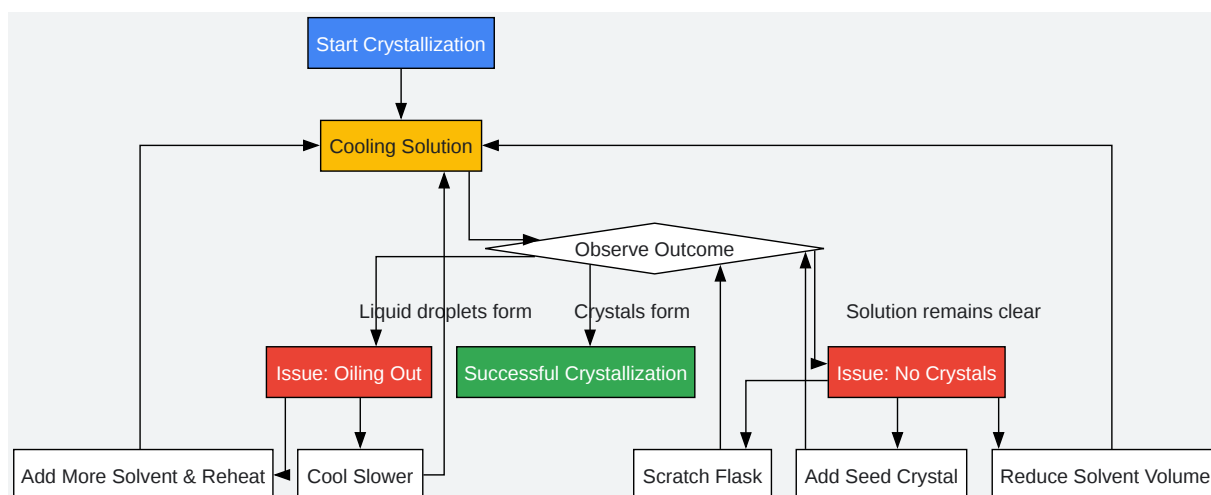 Start Crystallization
Cooling Solution
Observe Outcome
Liquid droplets form
Crystals form
Solution remains clear
Issue: Oiling Out
Successful Crystallization
Issue: No Crystals
Add More Solvent & Reheat
Cool Slower
Scratch Flask
Add Seed Crystal
Reduce Solvent Volume